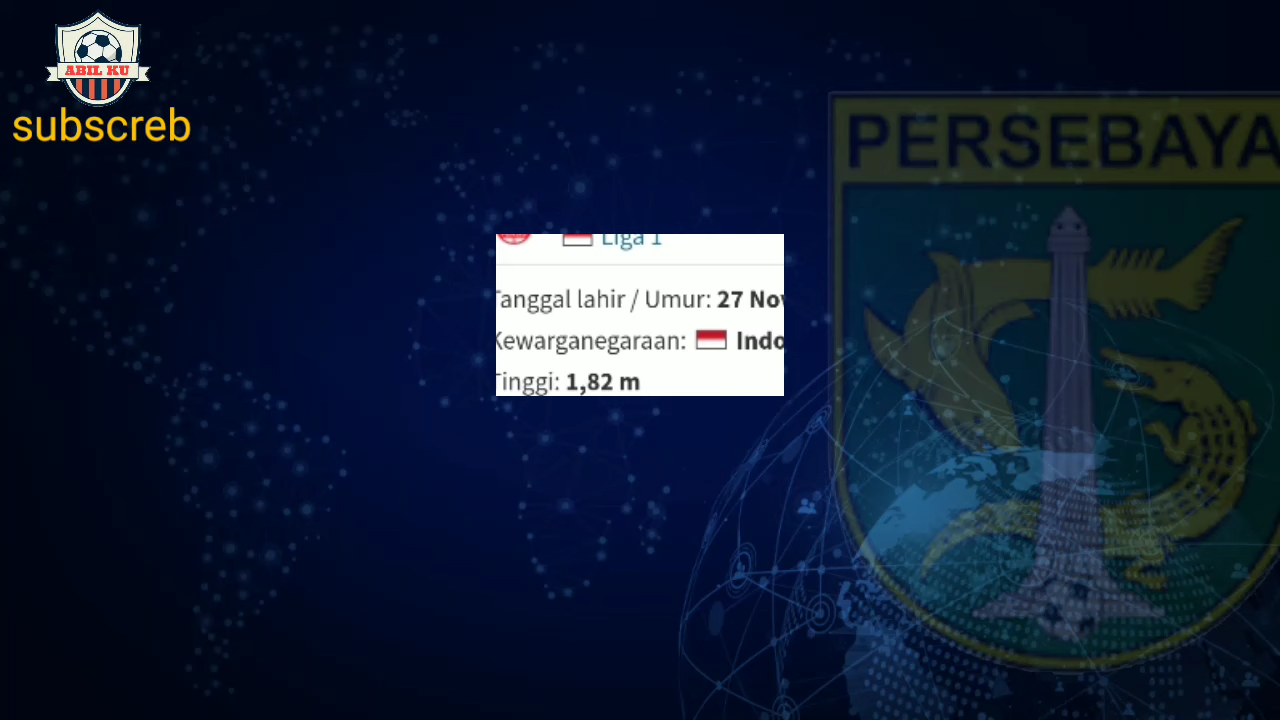 ABIL KU
subscreb
PERSEBAYA
Liga 1
Tanggal lahir / Umur: 27 Nov
Kewarganegaraan: Indo
Tinggi: 1,82 m